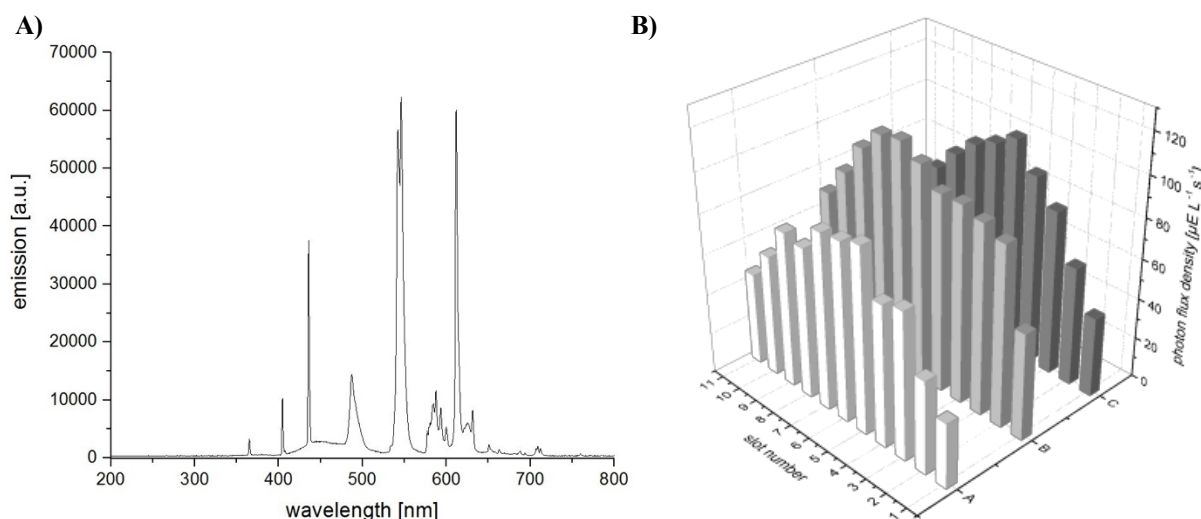 A)
70000
60000
50000
40000
30000
20000
10000
0
emission [a.u.]
200 300 400 500 600 700 800
wavelength [nm]
B)
120
100
80
60
40
20
0
photon flux density [µE L⁻¹ s⁻¹]
11 10 9 8 7 6 5 4 3 2 1
slot number
A
B
C